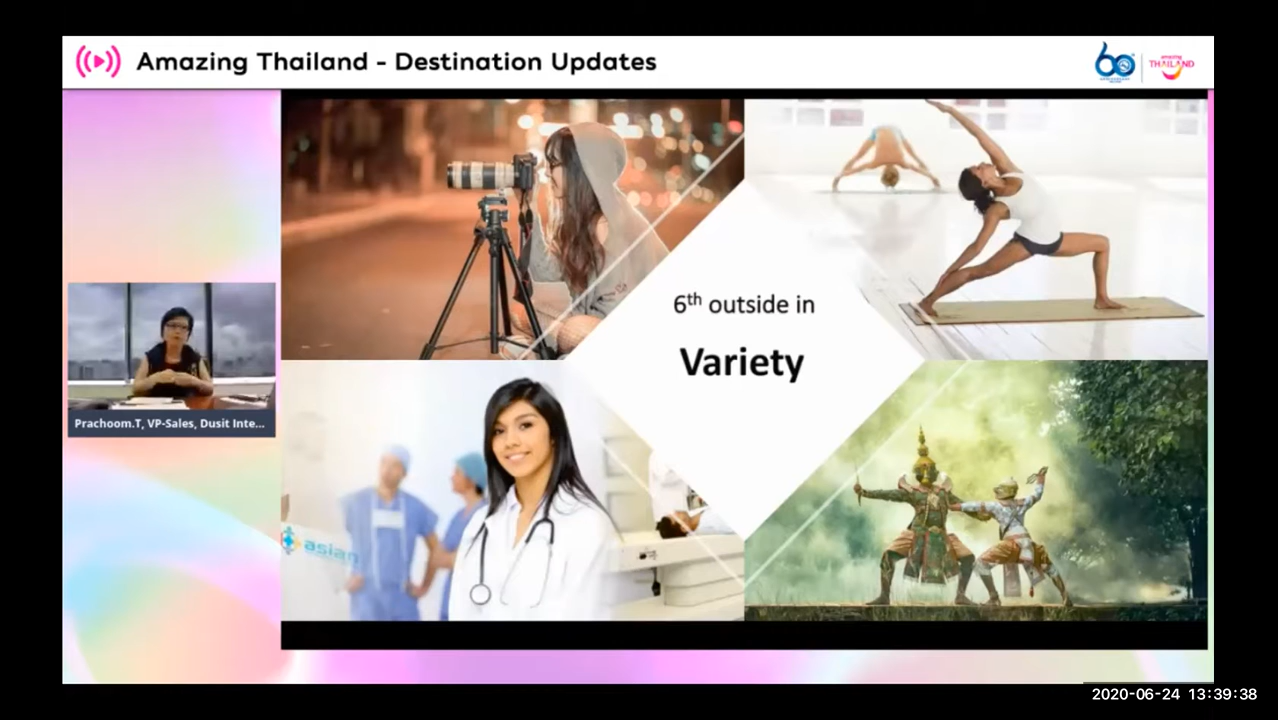 Amazing Thailand - Destination Updates
60
amazing
THAILAND
6th outside in
Variety
Prachoom.T, VP-Sales, Dusit Inte...
asian
2020-06-24 13:39:38